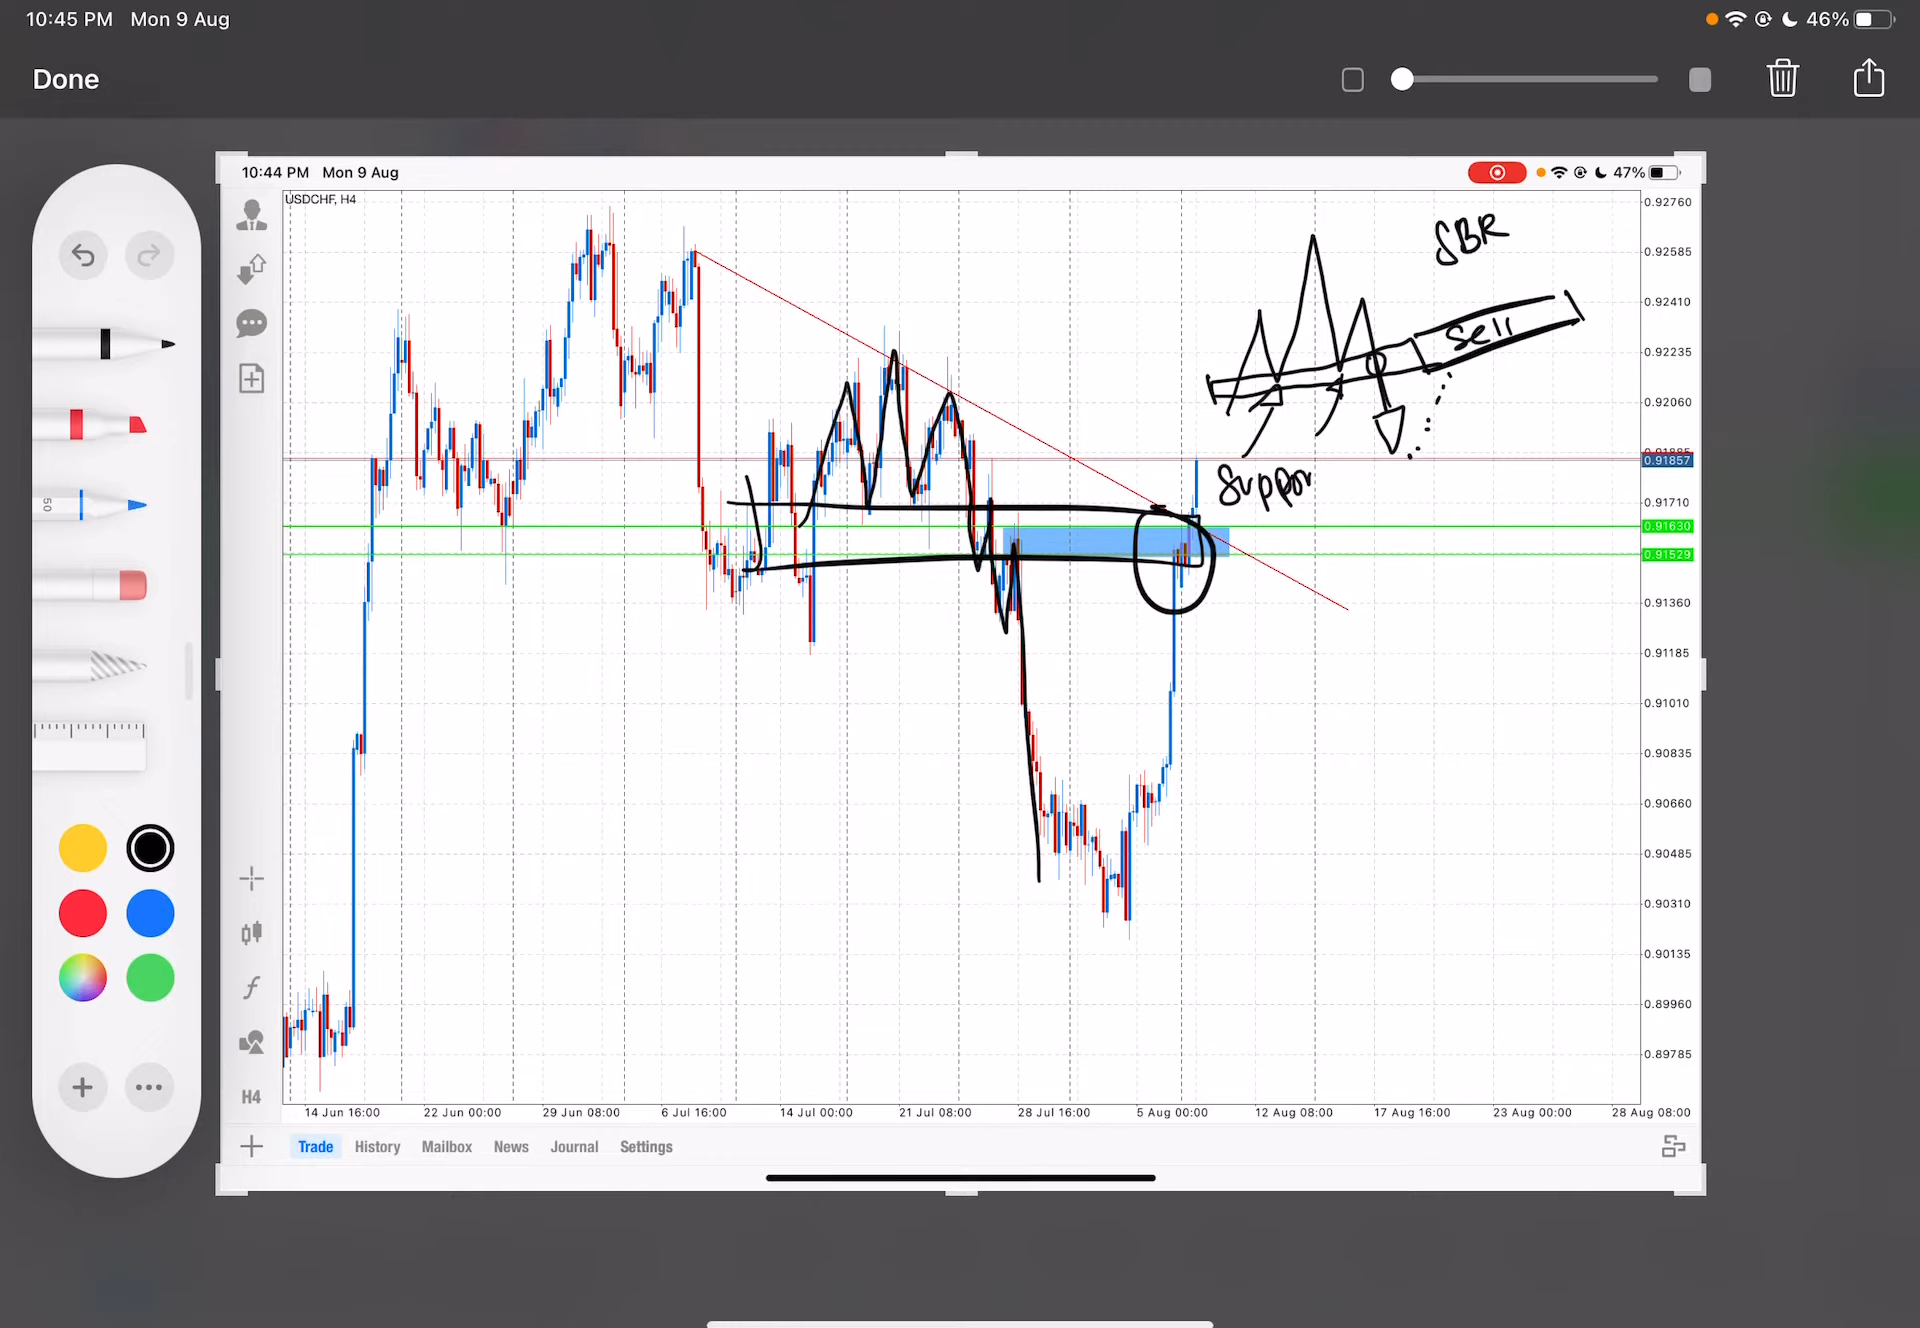 10:45 PM Mon 9 Aug
46%
Done
50
10:44 PM Mon 9 Aug
47%
USDCHF, H4
SBR
Sell
Suppor
0.92760
0.92585
0.92410
0.92235
0.92060
0.91857
0.91710
0.91630
0.91529
0.91360
0.91185
0.91010
0.90835
0.90660
0.90485
0.90310
0.90135
0.89960
0.89785
H4
14 Jun 16:00 22 Jun 00:00 29 Jun 08:00 6 Jul 16:00 14 Jul 00:00 21 Jul 08:00 28 Jul 16:00 5 Aug 00:00 12 Aug 08:00 17 Aug 16:00 23 Aug 00:00 28 Aug 08:00
Trade History Mailbox News Journal Settings